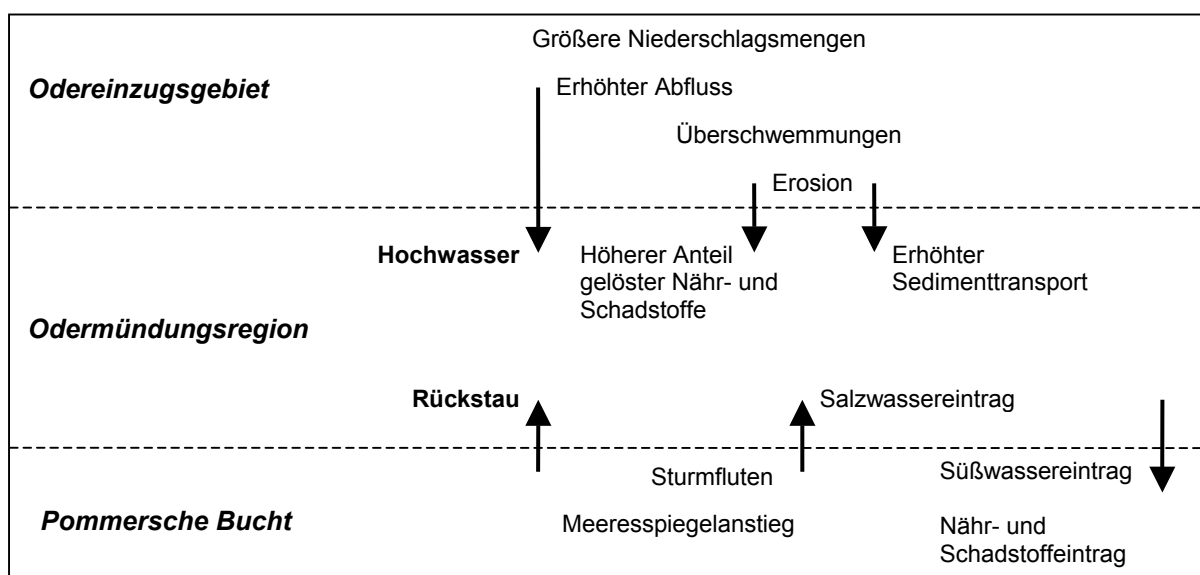 Größere Niederschlagsmengen
Odereinzugsgebiet
Erhöhter Abfluss
Überschwemmungen
Erosion
Hochwasser
Höherer Anteil
gelöster Nähr- und
Schadstoffe
Erhöhter
Sedimenttransport
Odermündungsregion
Rückstau
Salzwassereintrag
Sturmfluten
Süßwassereintrag
Pommersche Bucht
Meeresspiegelanstieg
Nähr- und
Schadstoffeintrag